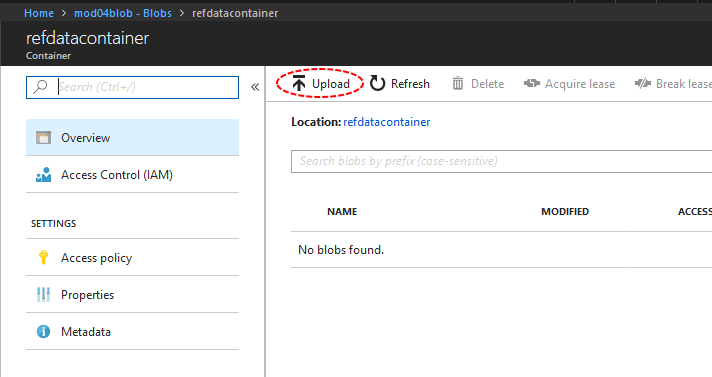 Home > mod04blob - Blobs > refdatacontainer
refdatacontainer
Container
Search (Ctrl+/)
«
Overview
Access Control (IAM)
SETTINGS
Access policy
Properties
Metadata
Upload Refresh Delete Acquire lease Break lease
Location: refdatacontainer
Search blobs by prefix (case-sensitive)
NAME MODIFIED ACCESS
No blobs found.